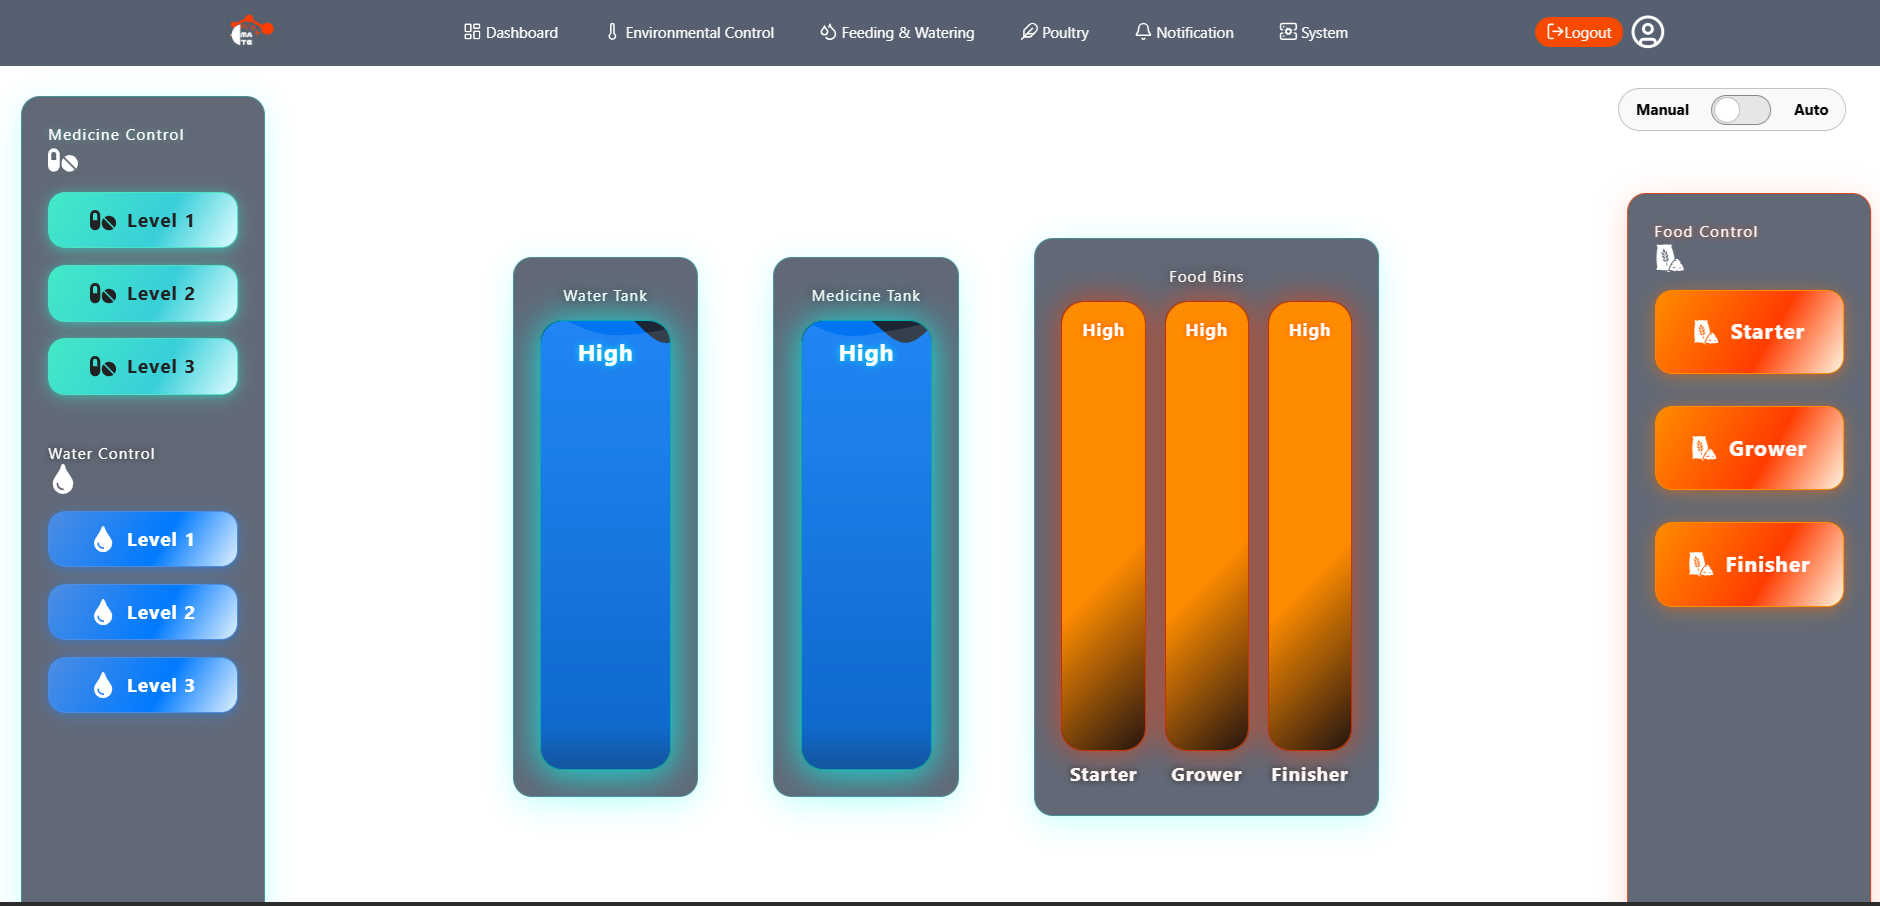 MA
TE
Dashboard
Environmental Control
Feeding & Watering
Poultry
Notification
System
Logout
Manual
Auto
Medicine Control
Level 1
Level 2
Level 3
Water Control
Level 1
Level 2
Level 3
Water Tank
High
Medicine Tank
High
Food Bins
High
High
High
Starter
Grower
Finisher
Food Control
Starter
Grower
Finisher